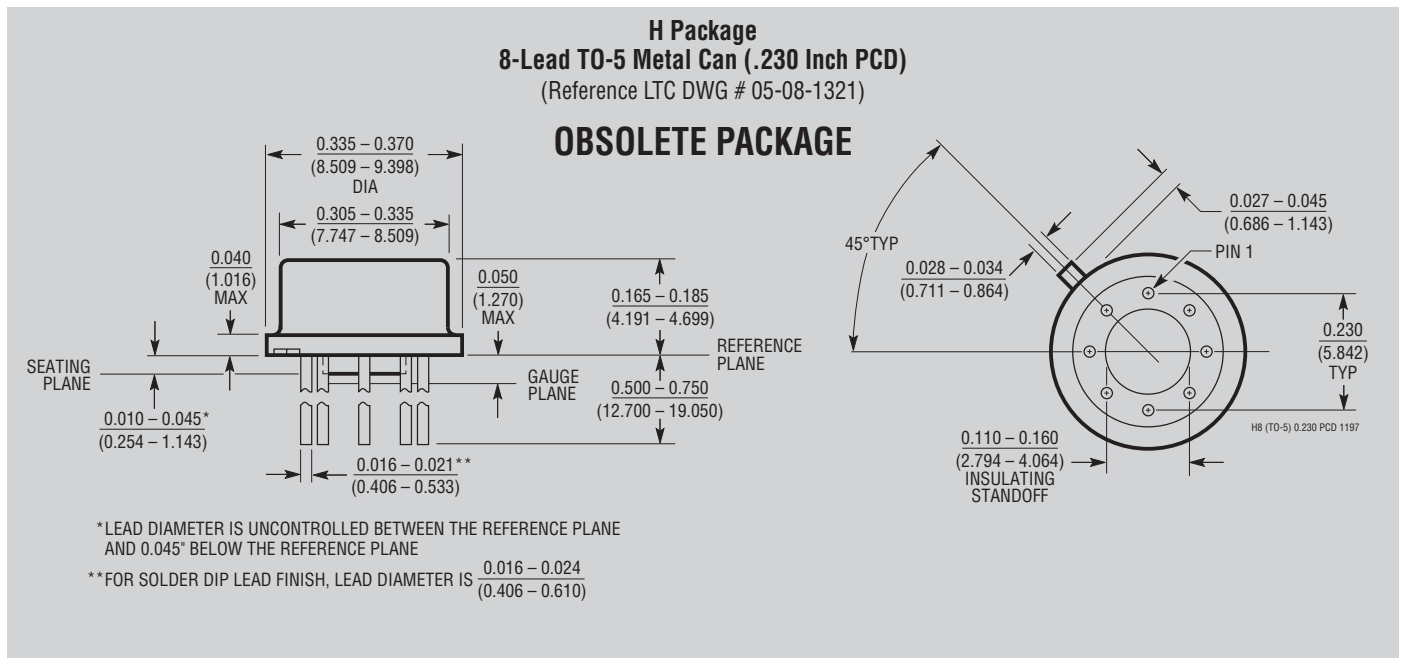 H Package
8-Lead TO-5 Metal Can (.230 Inch PCD)
(Reference LTC DWG # 05-08-1321)
OBSOLETE PACKAGE
0.335 – 0.370
(8.509 – 9.398)
DIA
0.305 – 0.335
(7.747 – 8.509)
0.040
(1.016)
MAX
0.050
(1.270)
MAX
0.165 – 0.185
(4.191 – 4.699)
REFERENCE
PLANE
SEATING
PLANE
GAUGE
PLANE
0.500 – 0.750
(12.700 – 19.050)
0.010 – 0.045*
(0.254 – 1.143)
0.016 – 0.021**
(0.406 – 0.533)
45°TYP
0.028 – 0.034
(0.711 – 0.864)
0.027 – 0.045
(0.686 – 1.143)
PIN 1
0.230
(5.842)
TYP
H8 (TO-5) 0.230 PCD 1197
0.110 – 0.160
(2.794 – 4.064)
INSULATING
STANDOFF
*LEAD DIAMETER IS UNCONTROLLED BETWEEN THE REFERENCE PLANE
AND 0.045" BELOW THE REFERENCE PLANE
**FOR SOLDER DIP LEAD FINISH, LEAD DIAMETER IS 0.016 – 0.024
(0.406 – 0.610)